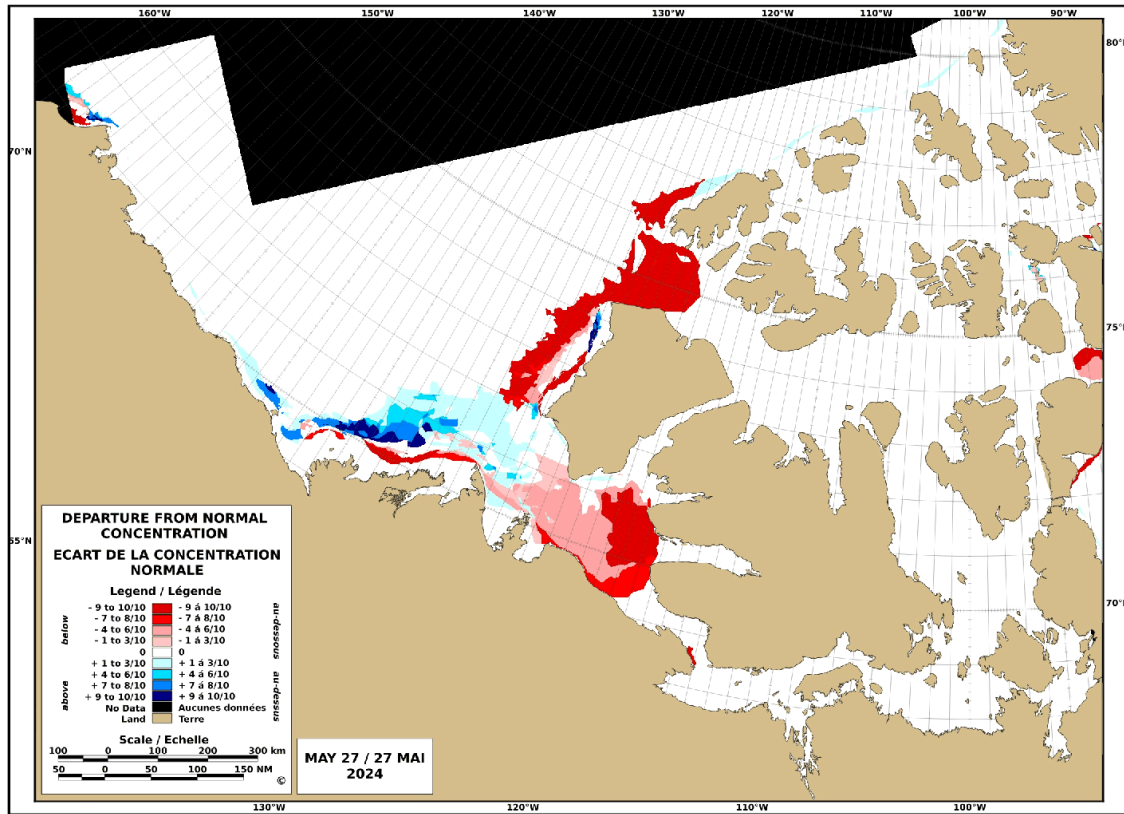 160°W 150°W 140°W 130°W 120°W 110°W 100°W 90°W
80°
70°N
75°
65°N
70°
DEPARTURE FROM NORMAL
CONCENTRATION
ECART DE LA CONCENTRATION
NORMALE
Legend / Légende
below
- 9 to 10/10 - 9 á 10/10
- 7 to 8/10 - 7 á 8/10
- 4 to 6/10 - 4 á 6/10
- 1 to 3/10 - 1 á 3/10
au-dessous
0 0
above
+ 1 to 3/10 + 1 á 3/10
+ 4 to 6/10 + 4 á 6/10
+ 7 to 8/10 + 7 á 8/10
+ 9 to 10/10 + 9 á 10/10
au-dessus
No Data Aucunes données
Land Terre
Scale / Echelle
100 0 100 200 300 km
50 0 50 100 150 NM
©
MAY 27 / 27 MAI
2024
130°W 120°W 110°W 100°W